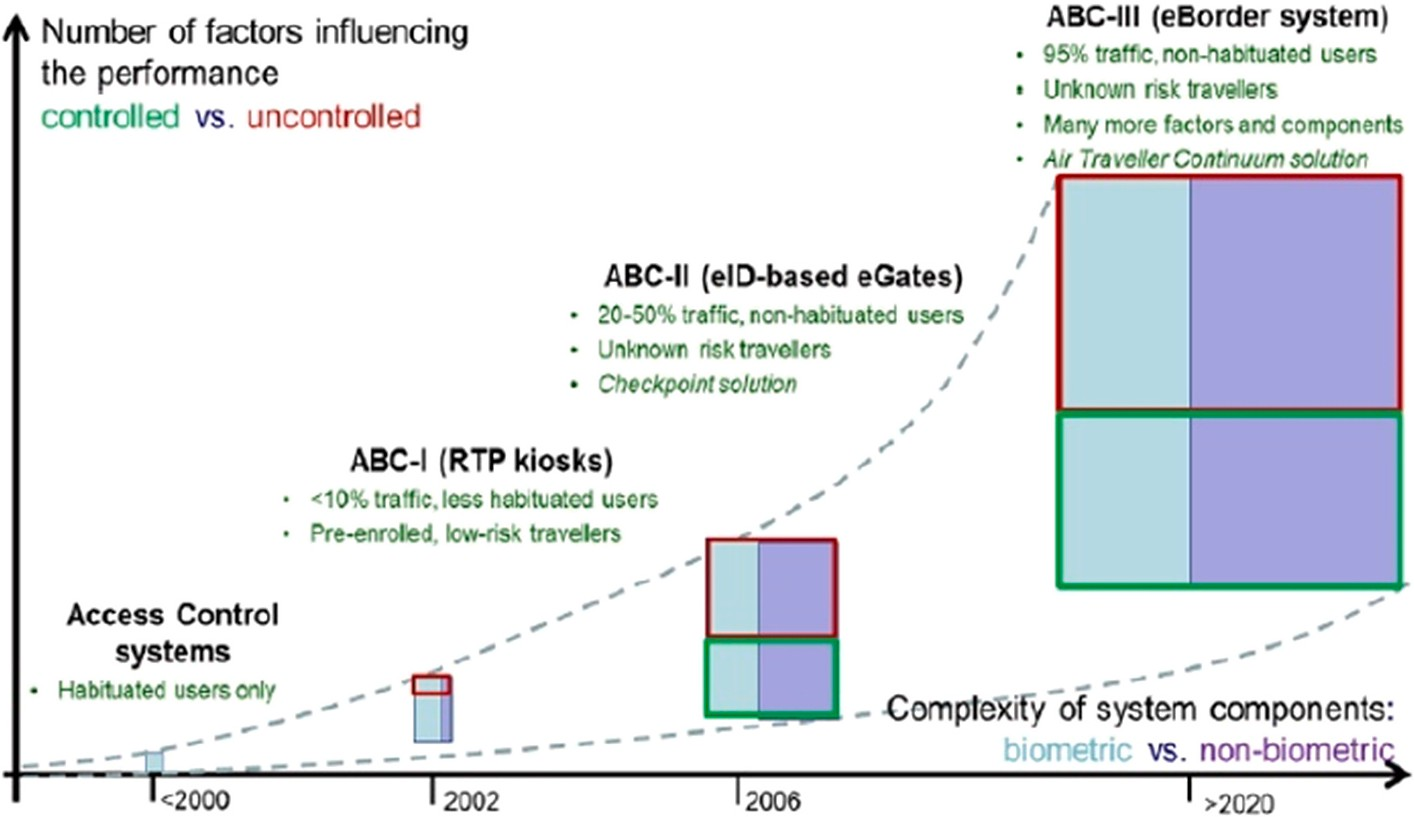 Number of factors influencing
the performance
controlled vs. uncontrolled
ABC-III (eBorder system)
• 95% traffic, non-habituated users
• Unknown risk travellers
• Many more factors and components
• Air Traveller Continuum solution
ABC-II (eID-based eGates)
• 20-50% traffic, non-habituated users
• Unknown risk travellers
• Checkpoint solution
ABC-I (RTP kiosks)
• <10% traffic, less habituated users
• Pre-enrolled, low-risk travellers
Access Control
systems
• Habituated users only
Complexity of system components:
biometric vs. non-biometric
<2000
2002
2006
>2020